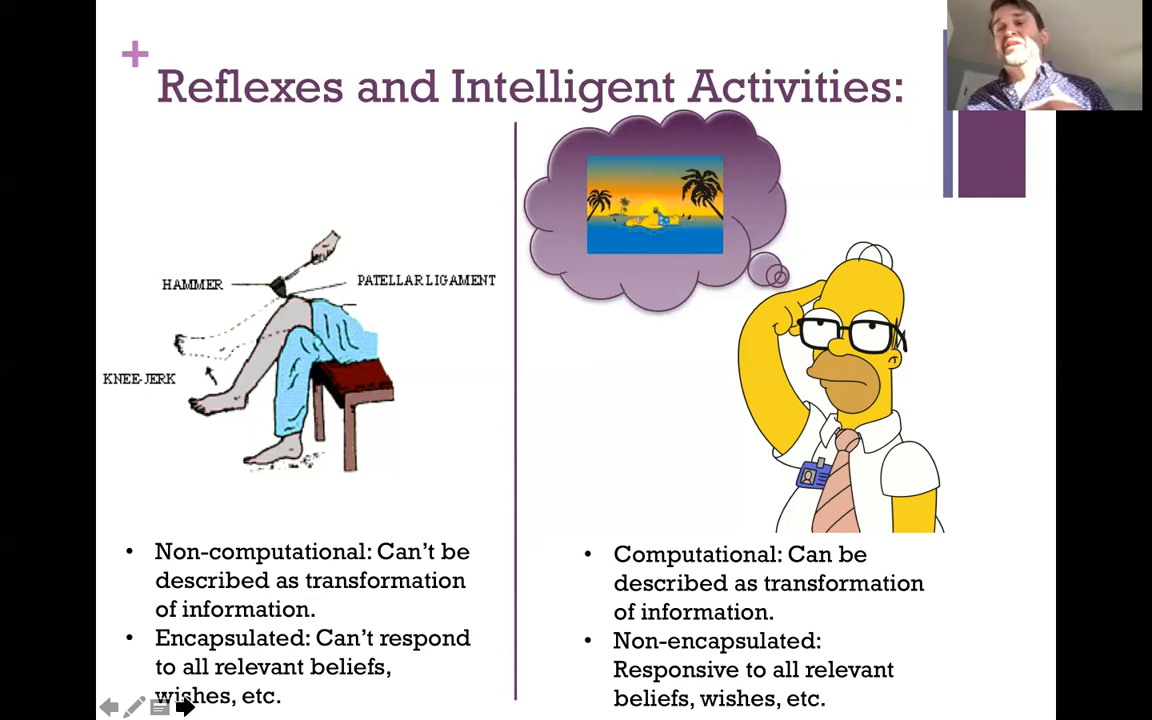 +
Reflexes and Intelligent Activities:
HAMMER
PATELLAR LIGAMENT
KNEE-JERK
• Non-computational: Can't be
described as transformation
of information.
• Encapsulated: Can't respond
to all relevant beliefs,
wishes, etc.
• Computational: Can be
described as transformation
of information.
• Non-encapsulated:
Responsive to all relevant
beliefs, wishes, etc.